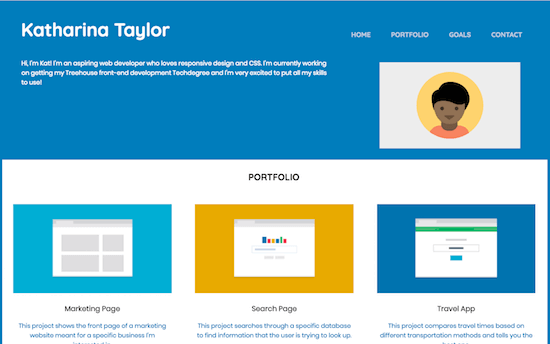 Katharina Taylor
HOME PORTFOLIO GOALS CONTACT
Hi, I'm Kat! I'm an aspiring web developer who loves responsive design and CSS. I'm currently working
on getting my Treehouse front-end development Techdegree and I'm very excited to put all my skills
to use!
PORTFOLIO
Marketing Page
This project shows the front page of a marketing
website meant for a specific business I'm
Search Page
This project searches through a specific database
to find information that the user is trying to look up.
Travel App
This project compares travel times based on
different transportation methods and tells you the